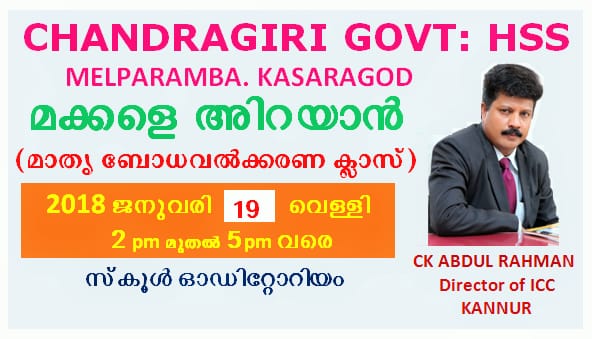 CHANDRAGIRI GOVT: HSS
MELPARAMBA. KASARAGOD
മക്കളെ അിറയാൻ
(മാതൃ ബോധവൽക്കരണ ക്ലാസ്)
2018 ജനുവരി 19 വെള്ളി
2 pm മുതൽ 5pm വരെ
സ്കൂൾ ഓഡിറ്റോറിയം
CK ABDUL RAHMAN
Director of ICC
KANNUR